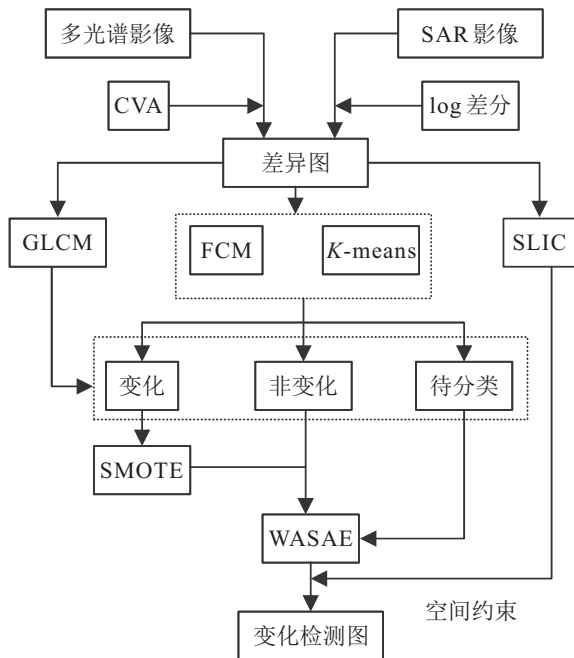 多光谱影像
SAR 影像
CVA
log 差分
差异图
GLCM
FCM
K-means
SLIC
变化
非变化
待分类
SMOTE
WASAE
空间约束
变化检测图